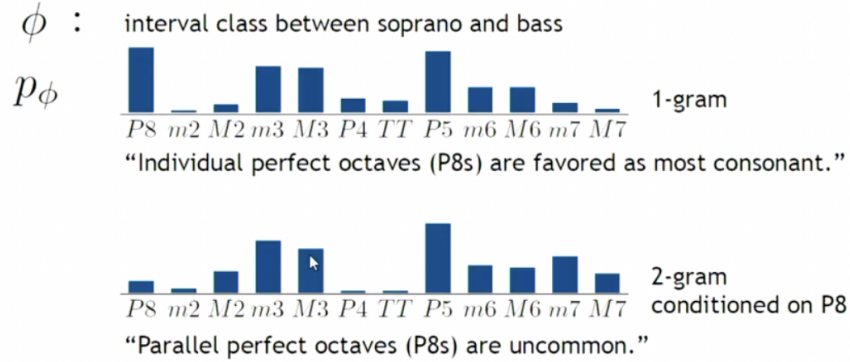 ϕ : interval class between soprano and bass
pϕ
1-gram
P8 m2 M2 m3 M3 P4 TT P5 m6 M6 m7 M7
“Individual perfect octaves (P8s) are favored as most consonant.”
2-gram
conditioned on P8
P8 m2 M2 m3 M3 P4 TT P5 m6 M6 m7 M7
“Parallel perfect octaves (P8s) are uncommon.”